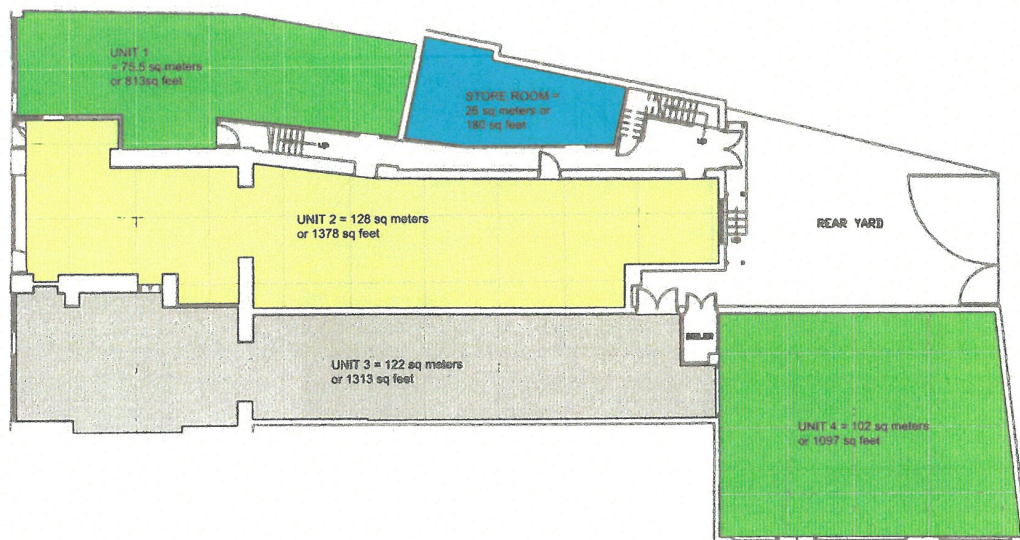 UNIT 1
= 75.5 sq meters
or 813sq feet
STORE ROOM =
26 sq meters or
180 sq feet
UP
UP
UNIT 2 = 128 sq meters
or 1378 sq feet
REAR YARD
BOILER
UNIT 3 = 122 sq meters
or 1313 sq feet
UNIT 4 = 102 sq meters
or 1097 sq feet